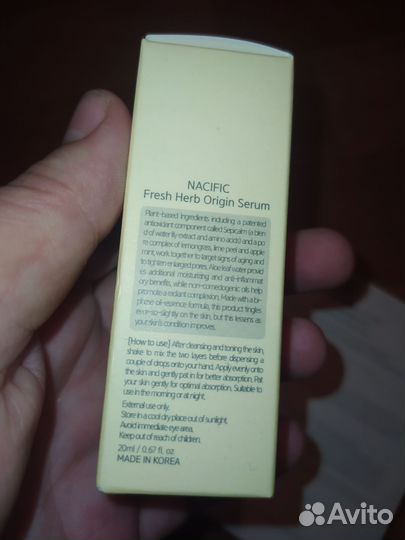 NACIFIC
Fresh Herb Origin Serum
Plant-based Ingredients including a patented
antioxidant component called Sepicalm (a blen
d of water lily extract and amino acids) and a po
re complex of lemongrass, lime peel and apple
mint, work together to target signs of aging and
to tighten enlarged pores. Aloe leaf water provid
es additional moisturizing and anti-inflammat
ory benefits, while non-comedogenic oils help
promote a radiant complexion. Made with a bi-
phase oil-essence formula, this product tingles
ever-so-slightly on the skin, but this lessens as
your skin's condition improves.
[How to use] After cleansing and toning the skin,
shake to mix the two layers before dispensing a
couple of drops onto your hand. Apply evenly onto
the skin and gently pat in for better absorption. Pat
your skin gently for optimal absorption. Suitable to
use in the morning or at night.
External use only.
Store in a cool dry place out of sunlight.
Avoid immediate eye area.
Keep out of reach of children.
20ml / 0.67 fl. oz
MADE IN KOREA
Avito